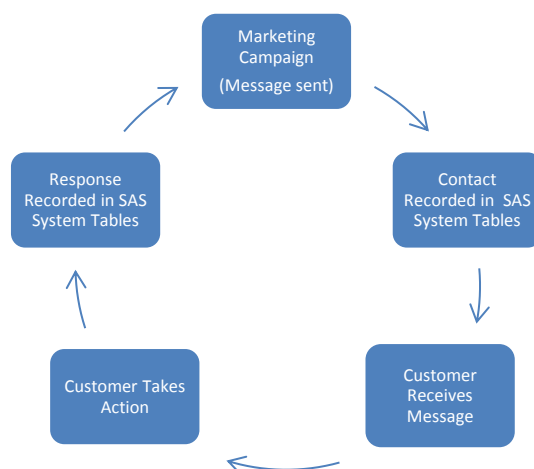 Marketing
Campaign
(Message sent)
Contact
Recorded in SAS
System Tables
Customer
Receives
Message
Customer Takes
Action
Response
Recorded in SAS
System Tables